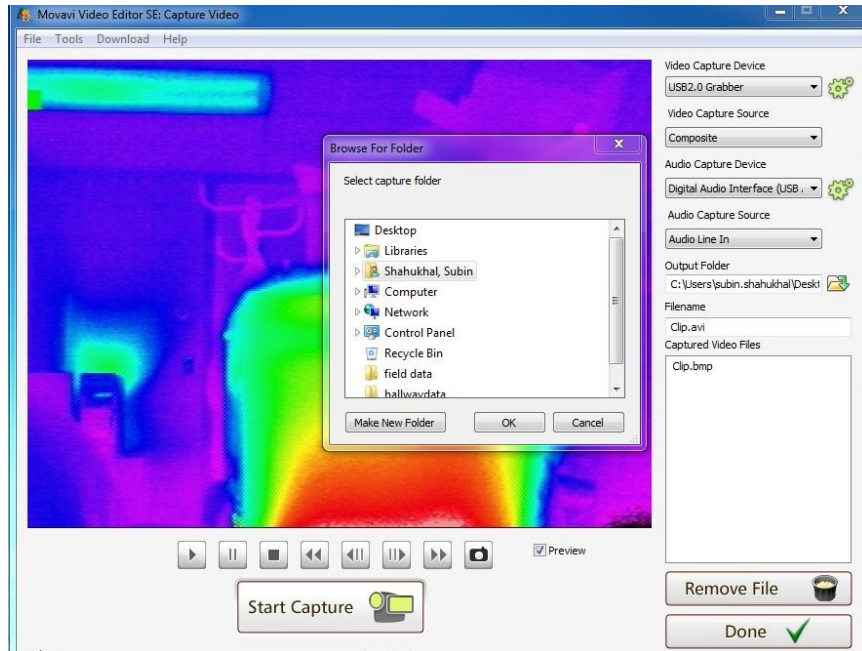 Movavi Video Editor SE: Capture Video
File Tools Download Help
Video Capture Device
USB2.0 Grabber
Video Capture Source
Composite
Audio Capture Device
Digital Audio Interface (USB
Audio Capture Source
Audio Line In
Output Folder
C:\Users\subin.shahukhal\Deskt
Filename
Clip.avi
Captured Video Files
Clip.bmp
Browse For Folder
Select capture folder
Desktop
Libraries
Shahukhal, Subin
Computer
Network
Control Panel
Recycle Bin
field data
hallwaydata
Make New Folder OK Cancel
Preview
Start Capture
Remove File
Done